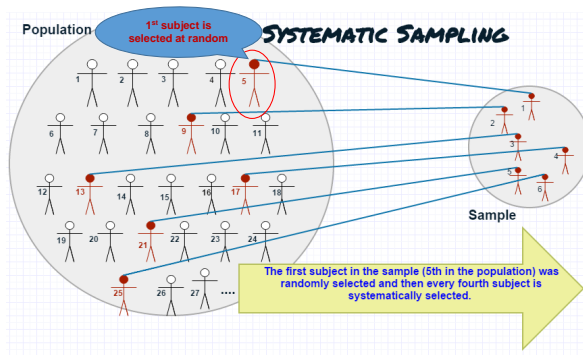 SYSTEMATIC SAMPLING
Population
1st subject is
selected at random
1 2 3 4 5
6 7 8 9 10 11
12 13 14 15 16 17 18
19 20 21 22 23 24
25 26 27 ....
1
2
3
4
5
6
Sample
The first subject in the sample (5th in the population) was
randomly selected and then every fourth subject is
systematically selected.